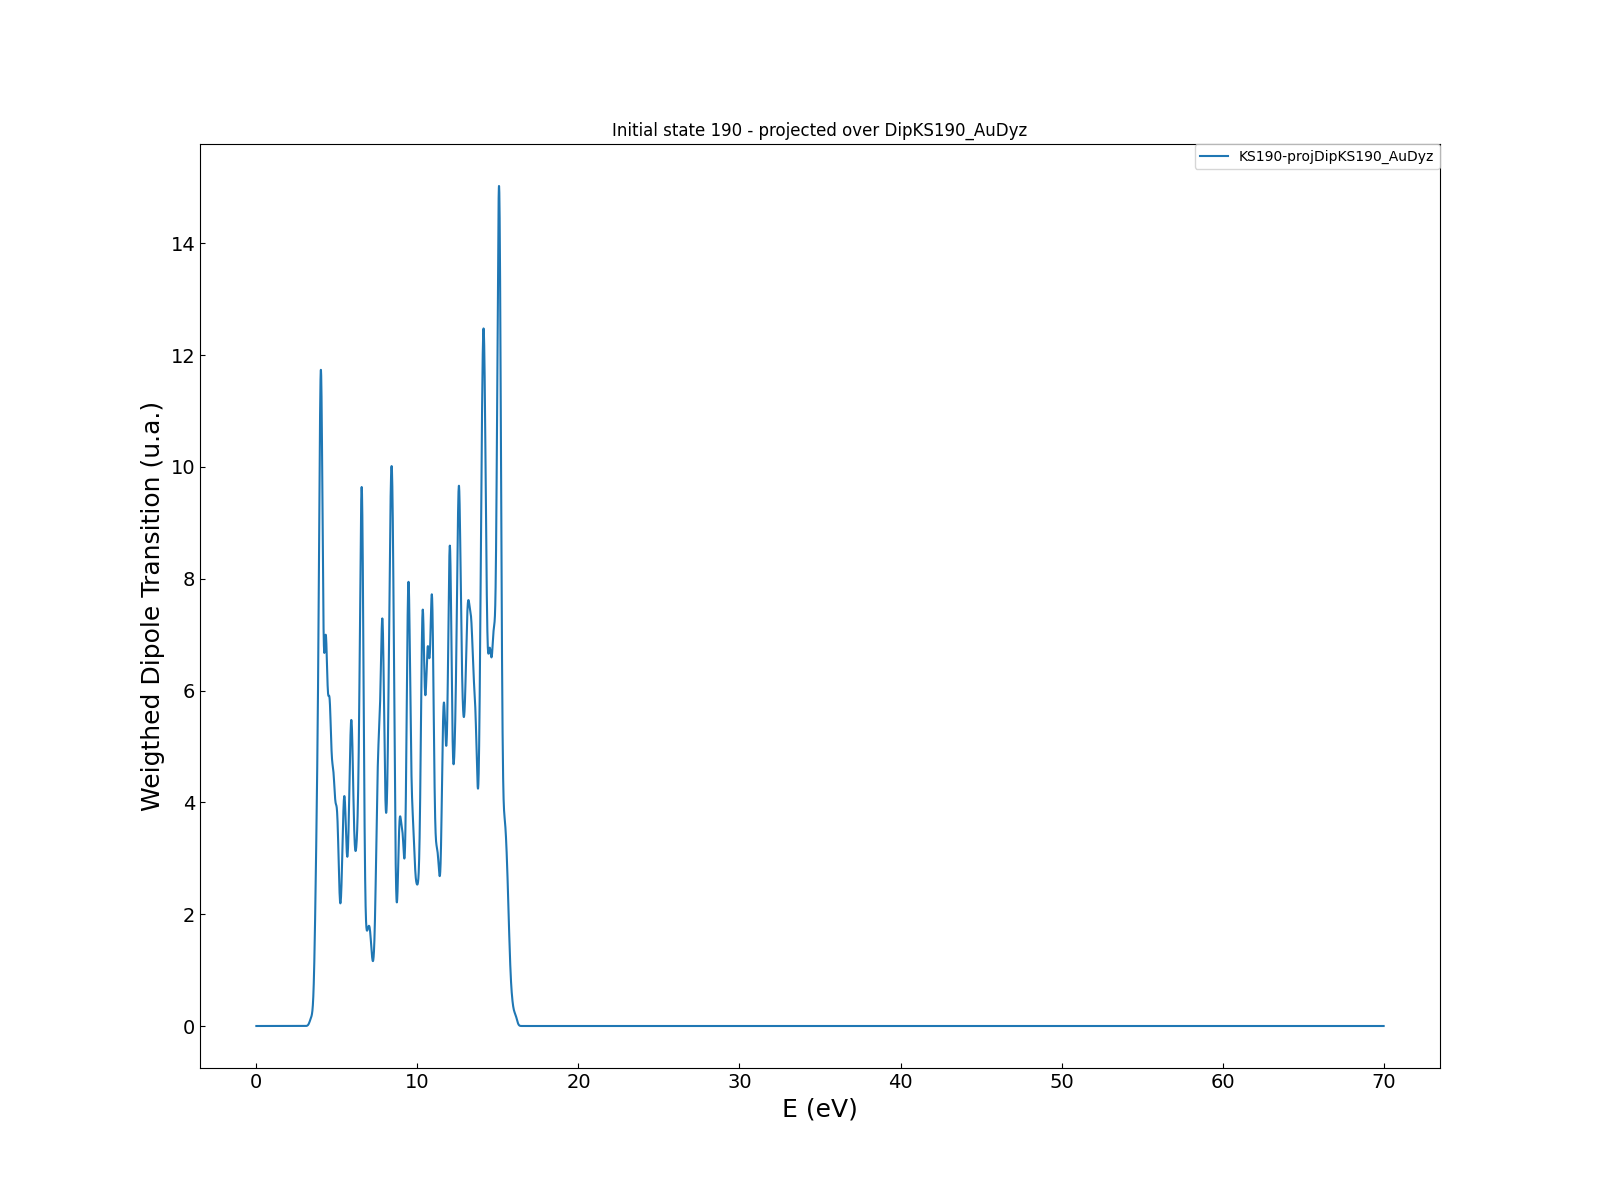 Initial state 190 - projected over DipKS190_AuDyz
KS190-projDipKS190_AuDyz
Weigthed Dipole Transition (u.a.)
14
12
10
8
6
4
2
0
0 10 20 30 40 50 60 70
E (eV)